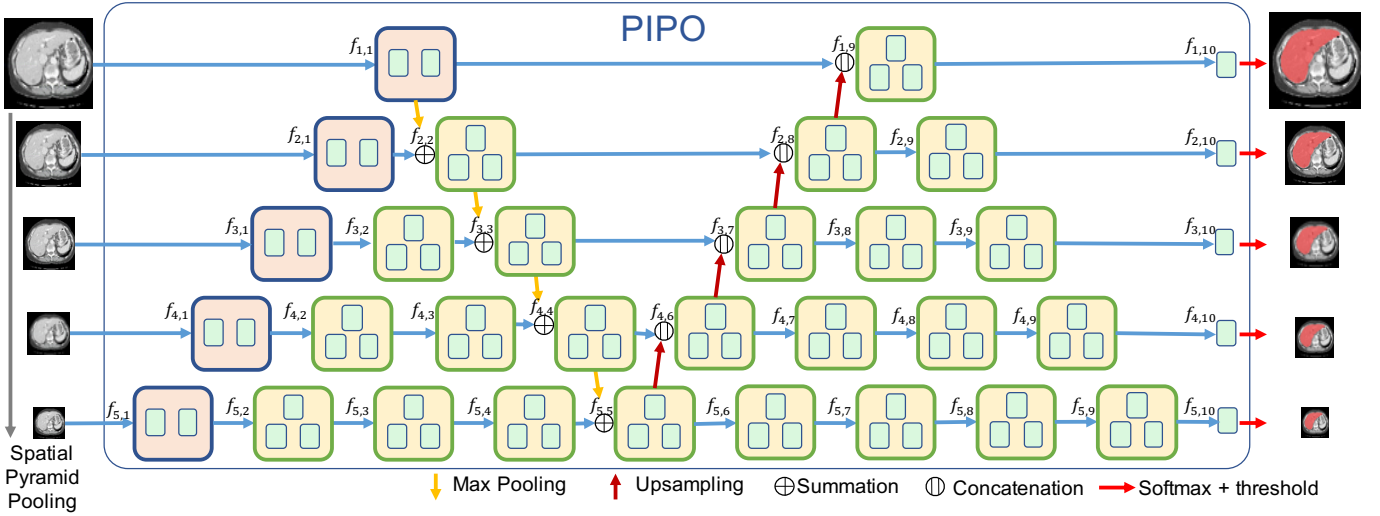 PIPO
f1,1
f1,9
f1,10
f2,1
f2,2
f2,8
f2,9
f2,10
f3,1
f3,2
f3,3
f3,7
f3,8
f3,9
f3,10
f4,1
f4,2
f4,3
f4,4
f4,6
f4,7
f4,8
f4,9
f4,10
f5,1
f5,2
f5,3
f5,4
f5,5
f5,6
f5,7
f5,8
f5,9
f5,10
Spatial
Pyramid
Pooling
Max Pooling
Upsampling
Summation
Concatenation
Softmax + threshold